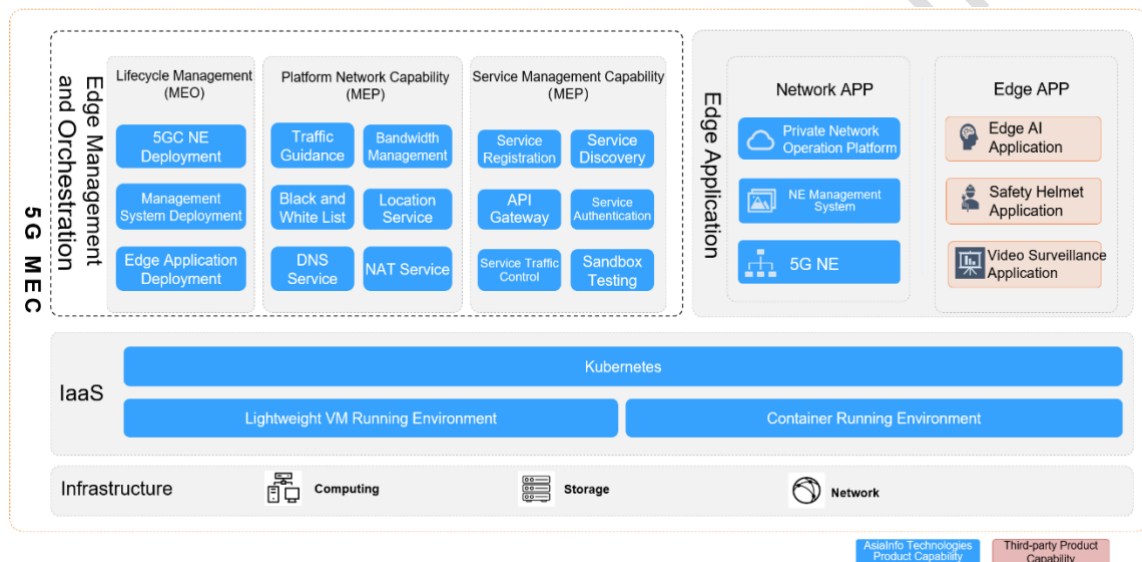 5G MEC
Edge Management
and Orchestration
Lifecycle Management
(MEO)
5GC NE
Deployment
Management
System Deployment
Edge Application
Deployment
Platform Network Capability
(MEP)
Traffic
Guidance
Bandwidth
Management
Black and
White List
Location
Service
DNS
Service
NAT Service
Service Management Capability
(MEP)
Service
Registration
Service
Discovery
API
Gateway
Service
Authentication
Service Traffic
Control
Sandbox
Testing
Edge Application
Network APP
Private Network
Operation Platform
NE Management
System
5G NE
Edge APP
Edge AI
Application
Safety Helmet
Application
Video Surveillance
Application
IaaS
Kubernetes
Lightweight VM Running Environment
Container Running Environment
Infrastructure
Computing
Storage
Network
AsiaInfo Technologies
Product Capability
Third-party Product
Capability